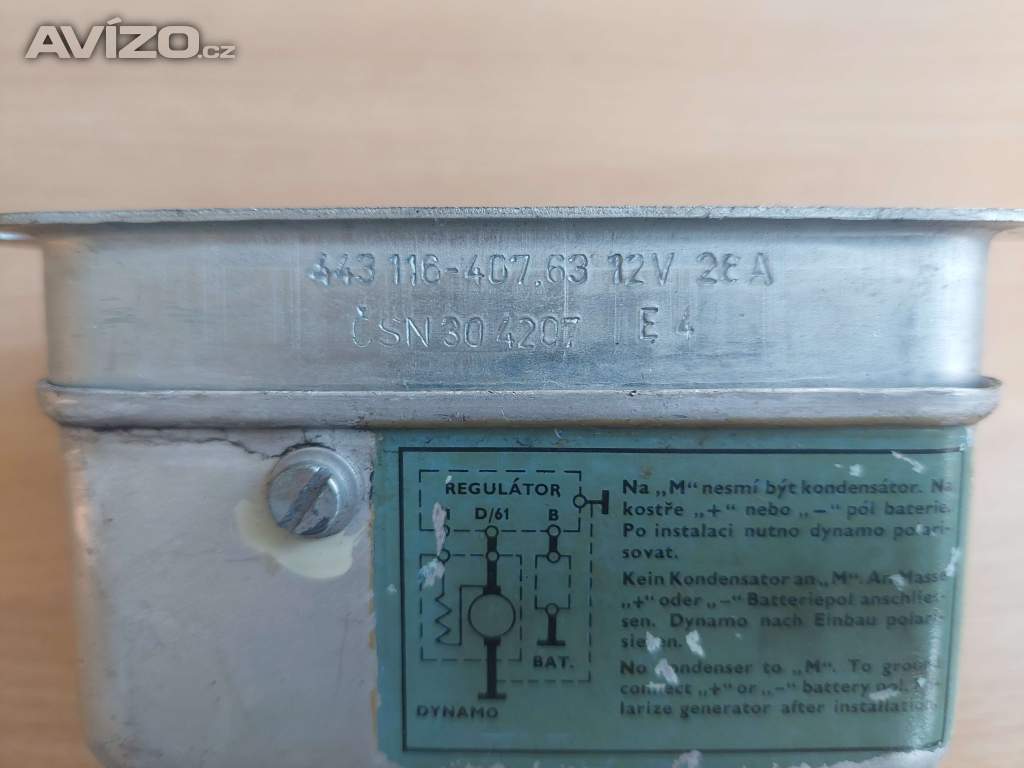 AVÍZO.cz
443 116-407.63 12V 28A
ČSN 30 4207 E 4
REGULÁTOR
D/61 B
BAT.
DYNAMO
Na „M“ nesmí být kondensátor. Na
kostře „+“ nebo „–“ pól baterie.
Po instalaci nutno dynamo polari-
sovat.
Kein Kondensator an „M“. An Masse
„+“ oder „–“ Batteriepol anschlies-
sen. Dynamo nach Einbau polari-
sieren.
No condenser to „M“. To ground
connect „+“ or „–“ battery pol.
larize generator after installation